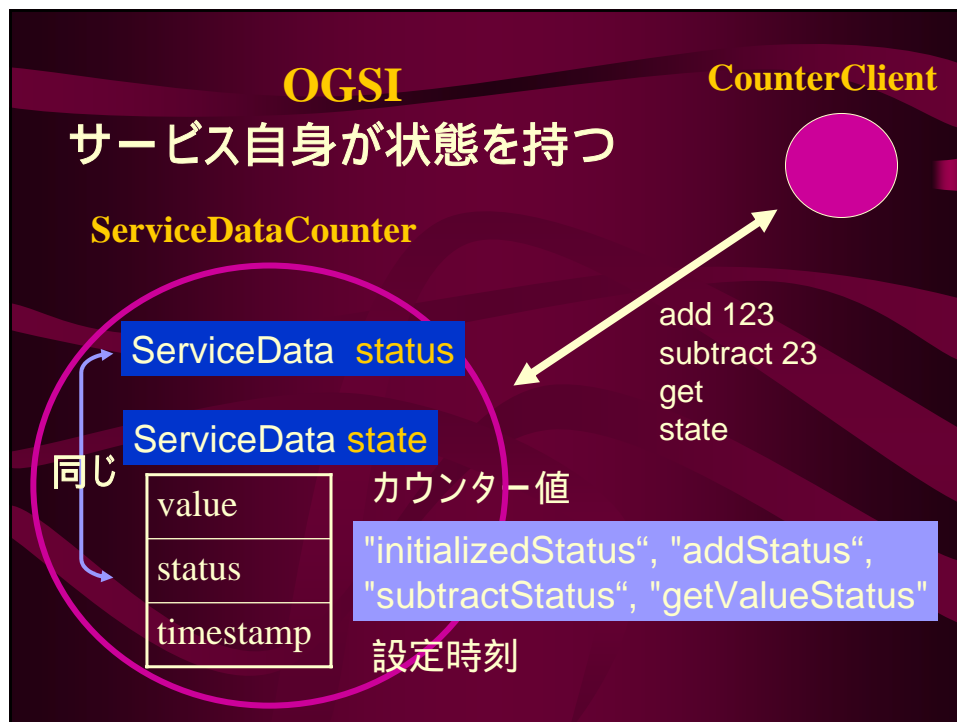 OGSI
サービス自身が状態を持つ
CounterClient
ServiceDataCounter
add 123
subtract 23
get
state
ServiceData status
ServiceData state
同じ
value
カウンター値
status
"initializedStatus“, "addStatus“,
"subtractStatus“, "getValueStatus"
timestamp
設定時刻